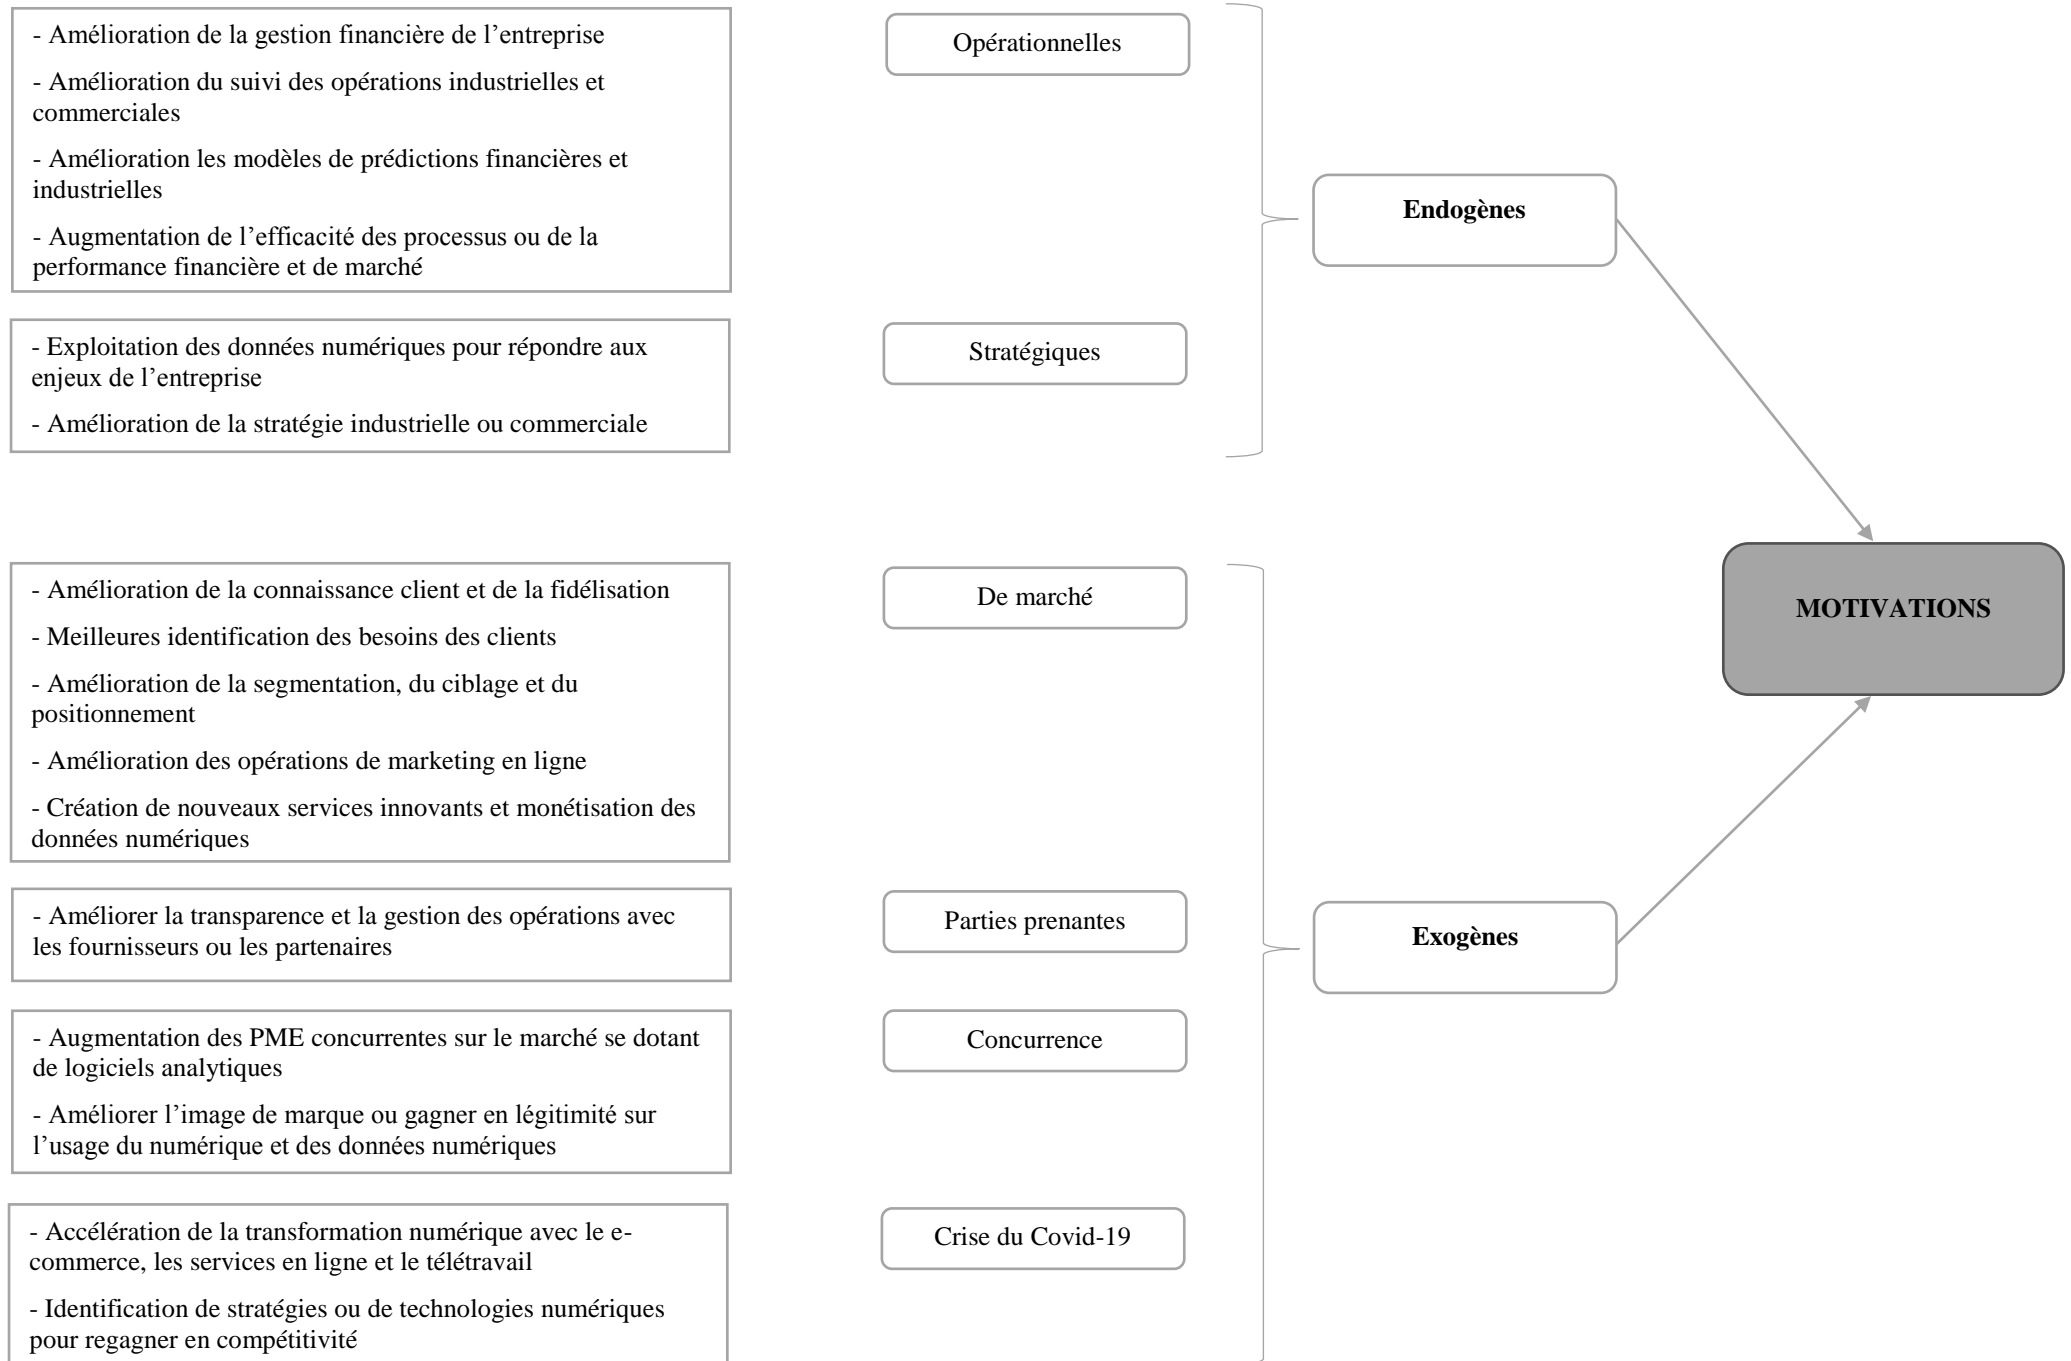 - Amélioration de la gestion financière de l’entreprise
- Amélioration du suivi des opérations industrielles et
commerciales
- Amélioration les modèles de prédictions financières et
industrielles
- Augmentation de l’efficacité des processus ou de la
performance financière et de marché
Opérationnelles
- Exploitation des données numériques pour répondre aux
enjeux de l’entreprise
- Amélioration de la stratégie industrielle ou commerciale
Stratégiques
Endogènes
- Amélioration de la connaissance client et de la fidélisation
- Meilleures identification des besoins des clients
- Amélioration de la segmentation, du ciblage et du
positionnement
- Amélioration des opérations de marketing en ligne
- Création de nouveaux services innovants et monétisation des
données numériques
De marché
- Améliorer la transparence et la gestion des opérations avec
les fournisseurs ou les partenaires
Parties prenantes
- Augmentation des PME concurrentes sur le marché se dotant
de logiciels analytiques
- Améliorer l’image de marque ou gagner en légitimité sur
l’usage du numérique et des données numériques
Concurrence
- Accélération de la transformation numérique avec le e-
commerce, les services en ligne et le télétravail
- Identification de stratégies ou de technologies numériques
pour regagner en compétitivité
Crise du Covid-19
Exogènes
MOTIVATIONS